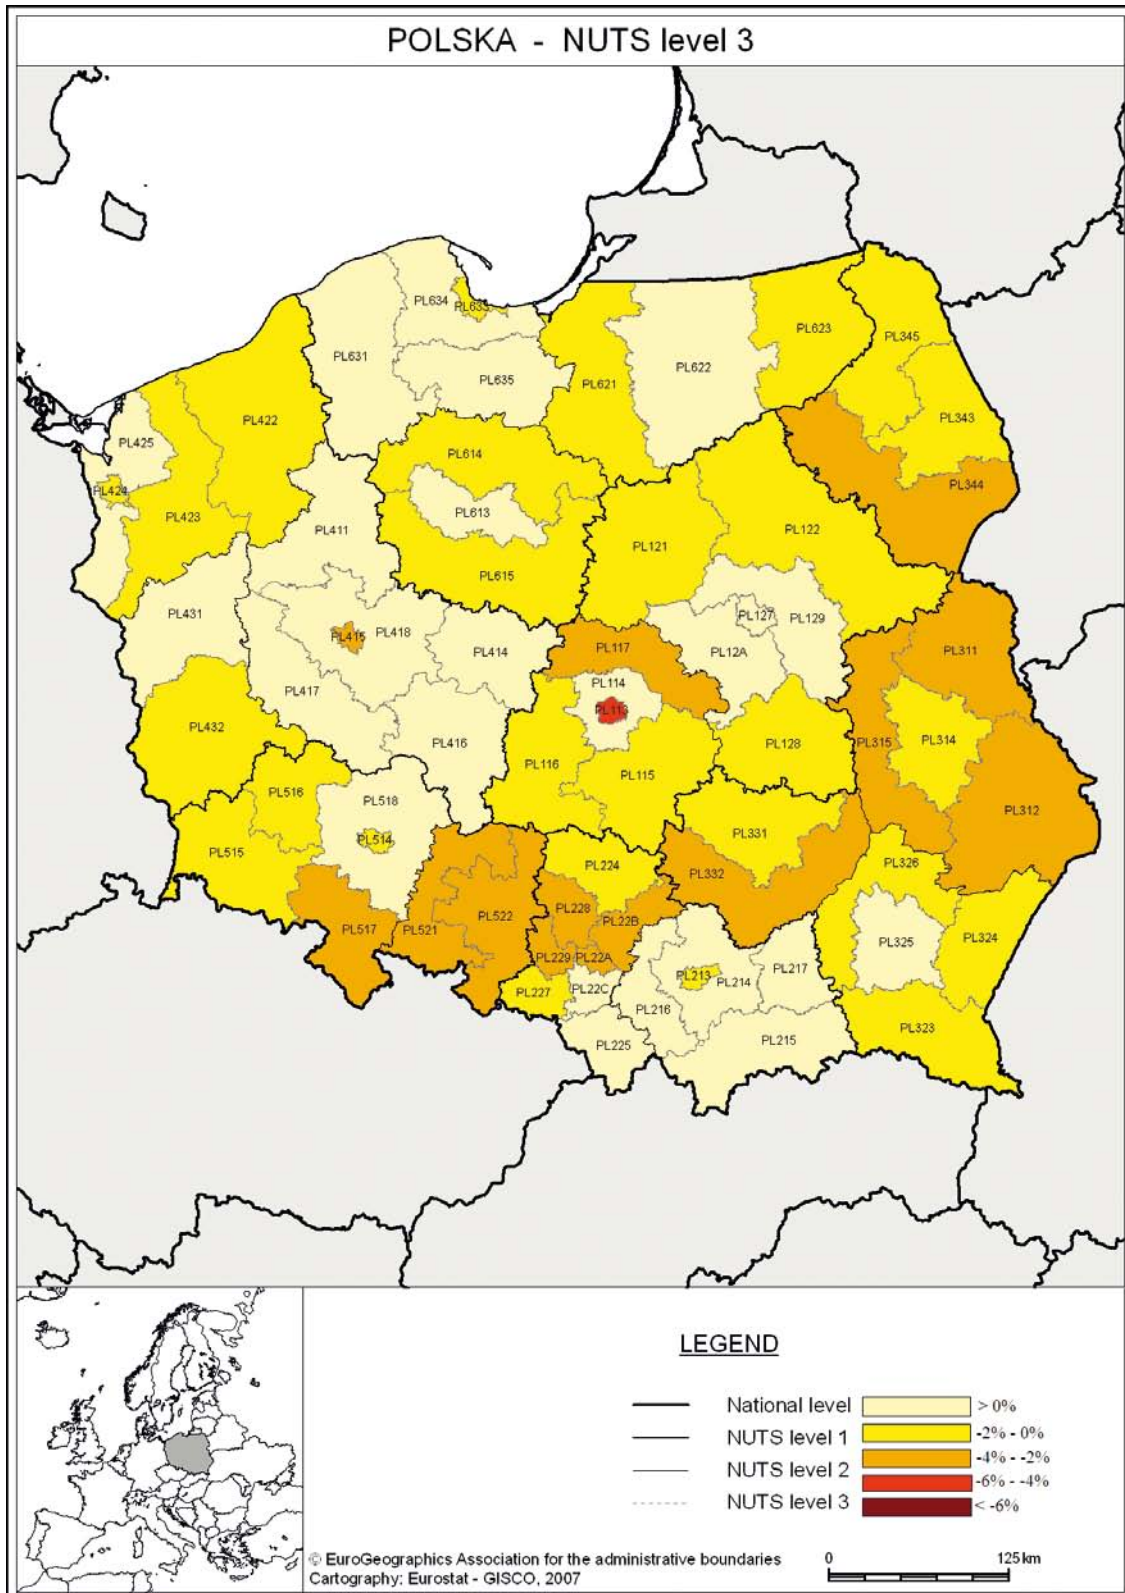 POLSKA - NUTS level 3
PL634
PL633
PL623
PL345
PL631
PL635
PL622
PL621
PL343
PL422
PL425
PL614
PL344
PL424
PL423
PL613
PL411
PL122
PL121
PL615
PL431
PL127
PL129
PL415
PL418
PL117
PL12A
PL311
PL414
PL114
PL417
PL113
PL432
PL416
PL128
PL315
PL314
PL116
PL115
PL516
PL518
PL312
PL514
PL331
PL515
PL224
PL326
PL332
PL228
PL22B
PL522
PL517
PL521
PL325
PL324
PL229
PL22A
PL217
PL213
PL214
PL227
PL22C
PL216
PL323
PL225
PL215
LEGEND
National level > 0%
NUTS level 1 -2% - 0%
NUTS level 2 -4% - -2%
-6% - -4%
NUTS level 3 < -6%
© EuroGeographics Association for the administrative boundaries
Cartography: Eurostat - GISCO, 2007
0 125 km